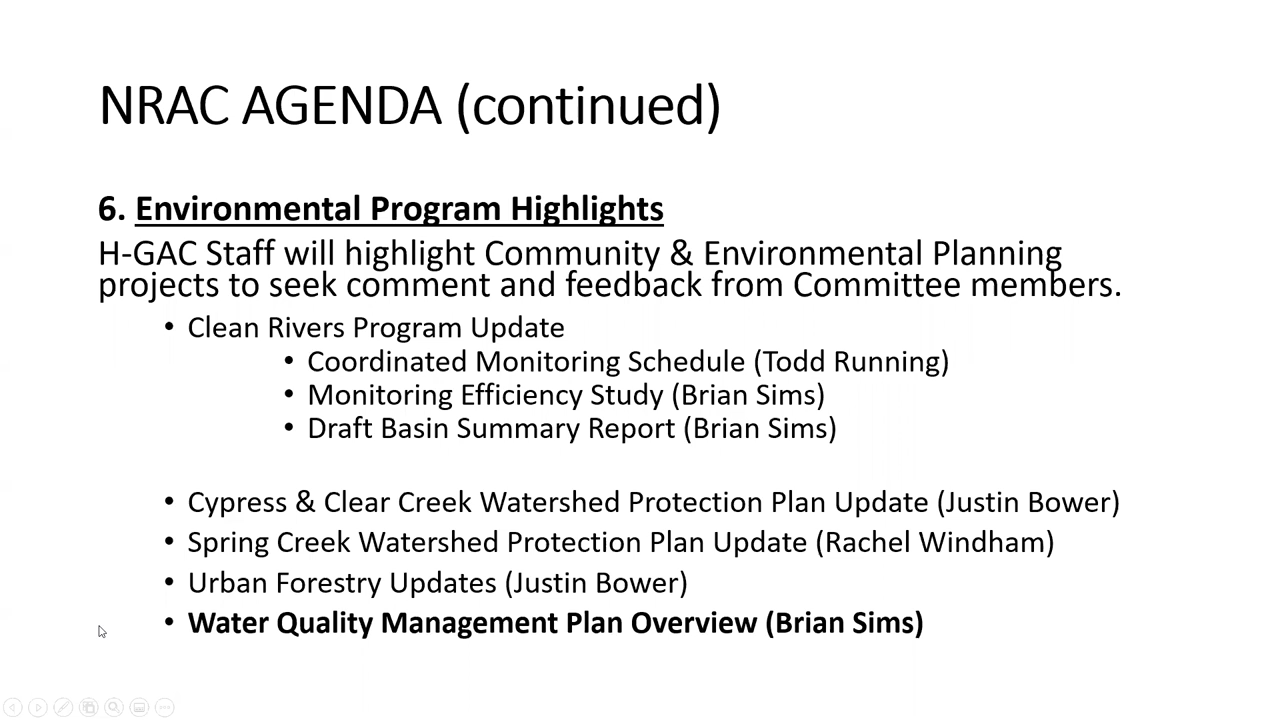 NRAC AGENDA (continued)
6. Environmental Program Highlights
H-GAC Staff will highlight Community & Environmental Planning
projects to seek comment and feedback from Committee members.
• Clean Rivers Program Update
• Coordinated Monitoring Schedule (Todd Running)
• Monitoring Efficiency Study (Brian Sims)
• Draft Basin Summary Report (Brian Sims)
• Cypress & Clear Creek Watershed Protection Plan Update (Justin Bower)
• Spring Creek Watershed Protection Plan Update (Rachel Windham)
• Urban Forestry Updates (Justin Bower)
• Water Quality Management Plan Overview (Brian Sims)